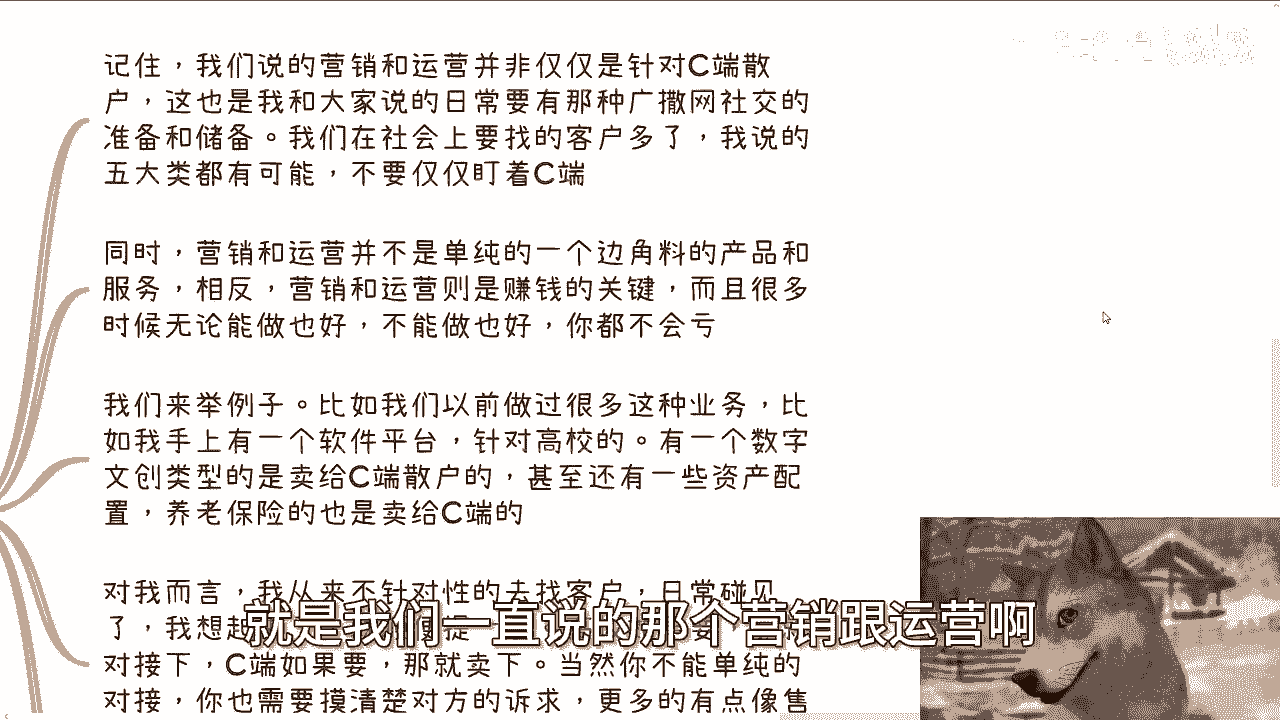 记住，我们说的营销和运营并非仅仅是针对C端散
户，这也是我和大家说的日常要有那种广撒网社交的
准备和储备。我们在社会上要找的客户多了，我说的
五大类都有可能，不要仅仅盯着C端
同时，营销和运营并不是单纯的一个边角料的产品和
服务，相反，营销和运营则是赚钱的关键，而且很多
时候无论能做也好，不能做也好，你都不会亏
我们来举例子。比如我们以前做过很多这种业务，比
如我手上有一个软件平台，针对高校的。有一个数字
文创类型的是卖给C端散户的，甚至还有一些资产配
置，养老保险的也是卖给C端的
对我而言，我从来不针对性的去找客户，日常碰见
了，我想起
就是我们一直说的那个营销跟运营啊
对接下，C端如果要，那就卖下。当然你不能单纯的
对接，你也需要摸清楚对方的诉求，更多的有点像售